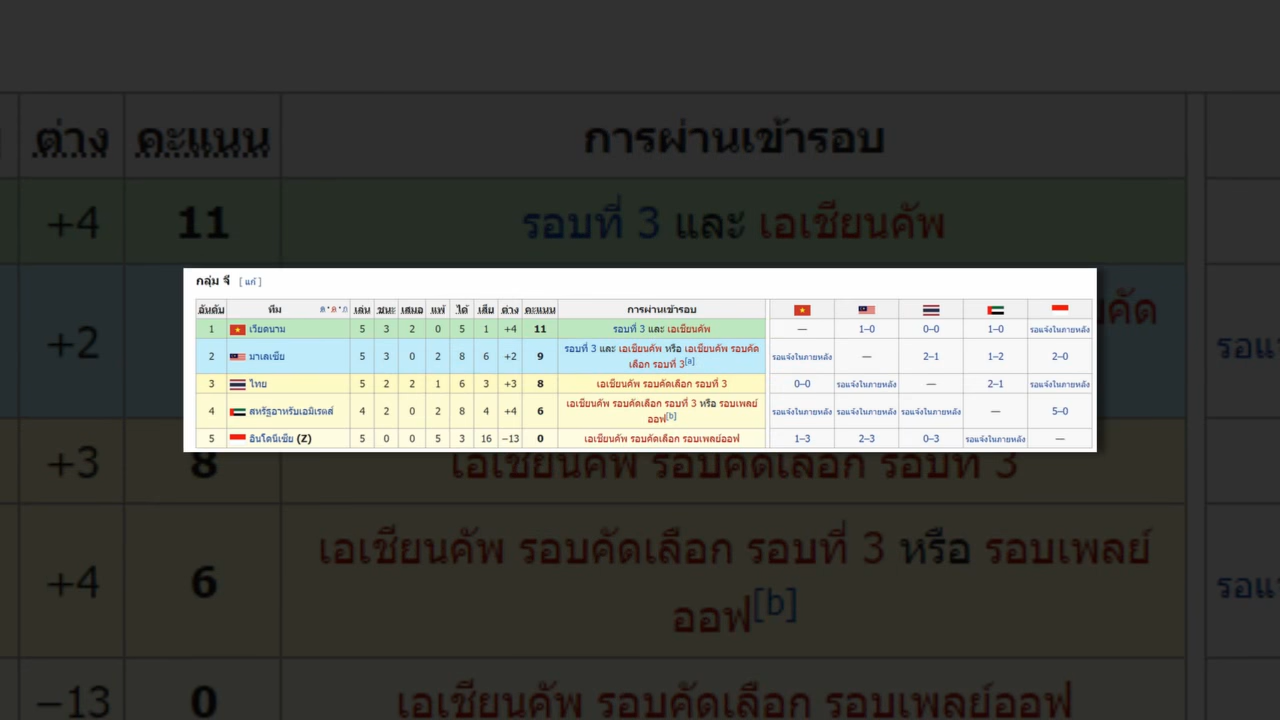 ต่าง คะแนน การผ่านเข้ารอบ
+4 11 รอบที่ 3 และ เอเชียนคัพ
+2
คัด
รอแ
+3 8 เอเชียนคัพ รอบคัดเลือก รอบที่ 3
+4 6 เอเชียนคัพ รอบคัดเลือก รอบที่ 3 หรือ รอบเพลย์
ออฟ[b]
รอแ
−13 0 เอเชียนคัพ รอบคัดเลือก รอบเพลย์ออฟ
กลุ่ม จี [ แก้ ]
อันดับ ทีม ด • ค • ก เล่น ชนะ เสมอ แพ้ ได้ เสีย ต่าง คะแนน การผ่านเข้ารอบ
1 เวียดนาม 5 3 2 0 5 1 +4 11 รอบที่ 3 และ เอเชียนคัพ — 1–0 0–0 1–0 รอแจ้งในภายหลัง
2 มาเลเซีย 5 3 0 2 8 6 +2 9 รอบที่ 3 และ เอเชียนคัพ หรือ เอเชียนคัพ รอบคัด
เลือก รอบที่ 3[a] รอแจ้งในภายหลัง — 2–1 1–2 2–0
3 ไทย 5 2 2 1 6 3 +3 8 เอเชียนคัพ รอบคัดเลือก รอบที่ 3 0–0 รอแจ้งในภายหลัง — 2–1 รอแจ้งในภายหลัง
4 สหรัฐอาหรับเอมิเรตส์ 4 2 0 2 8 4 +4 6 เอเชียนคัพ รอบคัดเลือก รอบที่ 3 หรือ รอบเพลย์
ออฟ[b] รอแจ้งในภายหลัง รอแจ้งในภายหลัง รอแจ้งในภายหลัง — 5–0
5 อินโดนีเซีย (Z) 5 0 0 5 3 16 −13 0 เอเชียนคัพ รอบคัดเลือก รอบเพลย์ออฟ 1–3 2–3 0–3 รอแจ้งในภายหลัง —